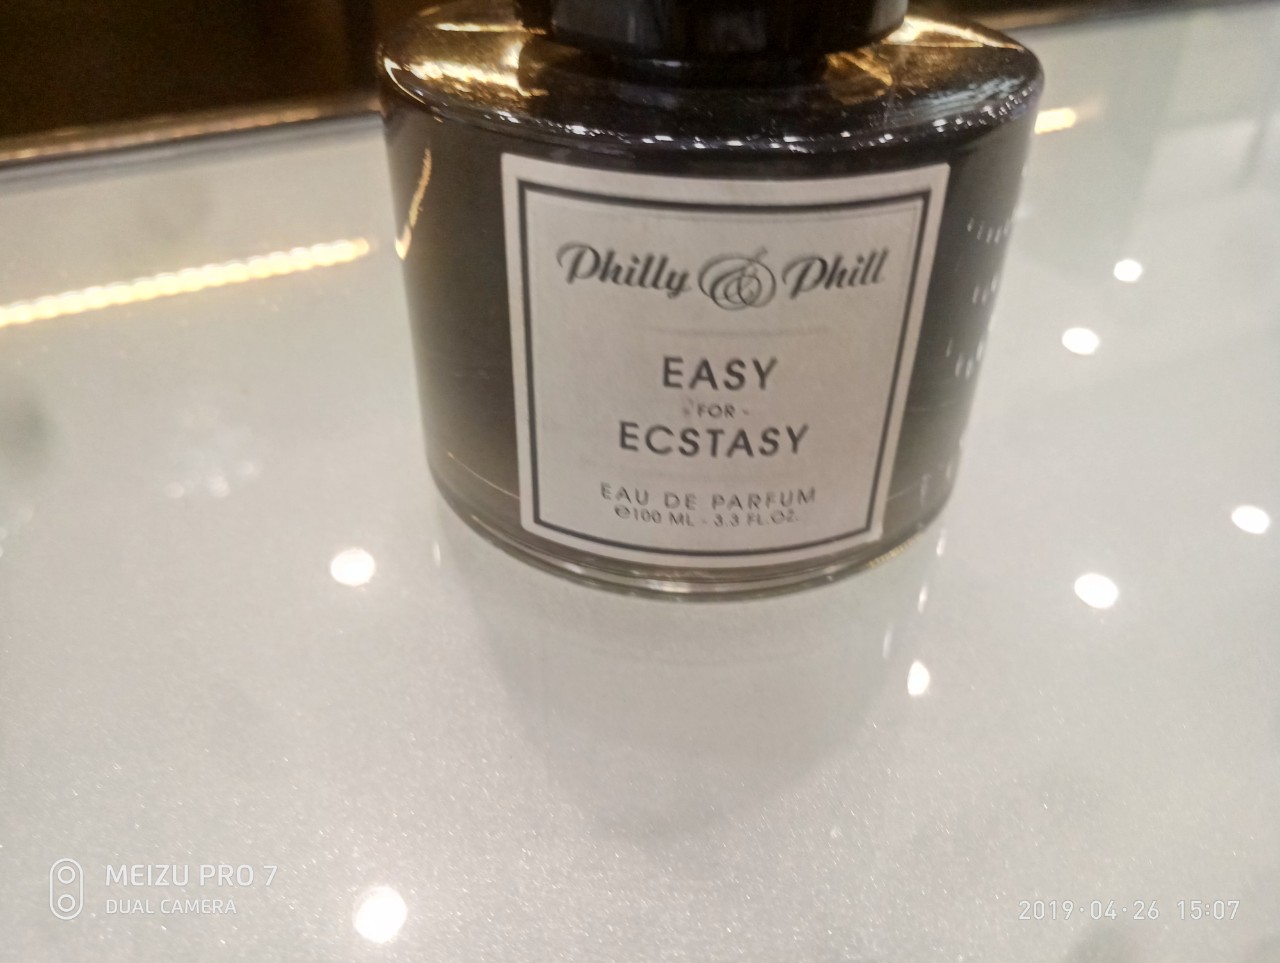 Philly & Phill
EASY
- FOR -
ECSTASY
EAU DE PARFUM
℮100 ML - 3.3 FL.OZ.
MEIZU PRO 7
DUAL CAMERA
2019·04·26 15:07